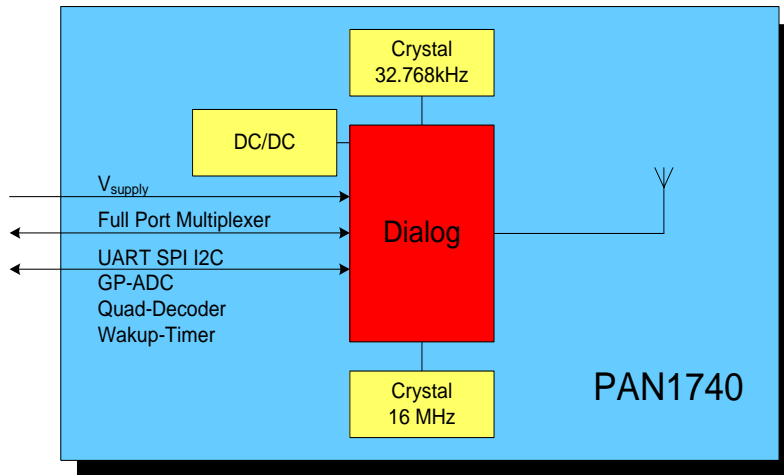 Crystal
32.768kHz
DC/DC
Vsupply
Full Port Multiplexer
UART SPI I2C
GP-ADC
Quad-Decoder
Wakup-Timer
Dialog
Crystal
16 MHz
PAN1740